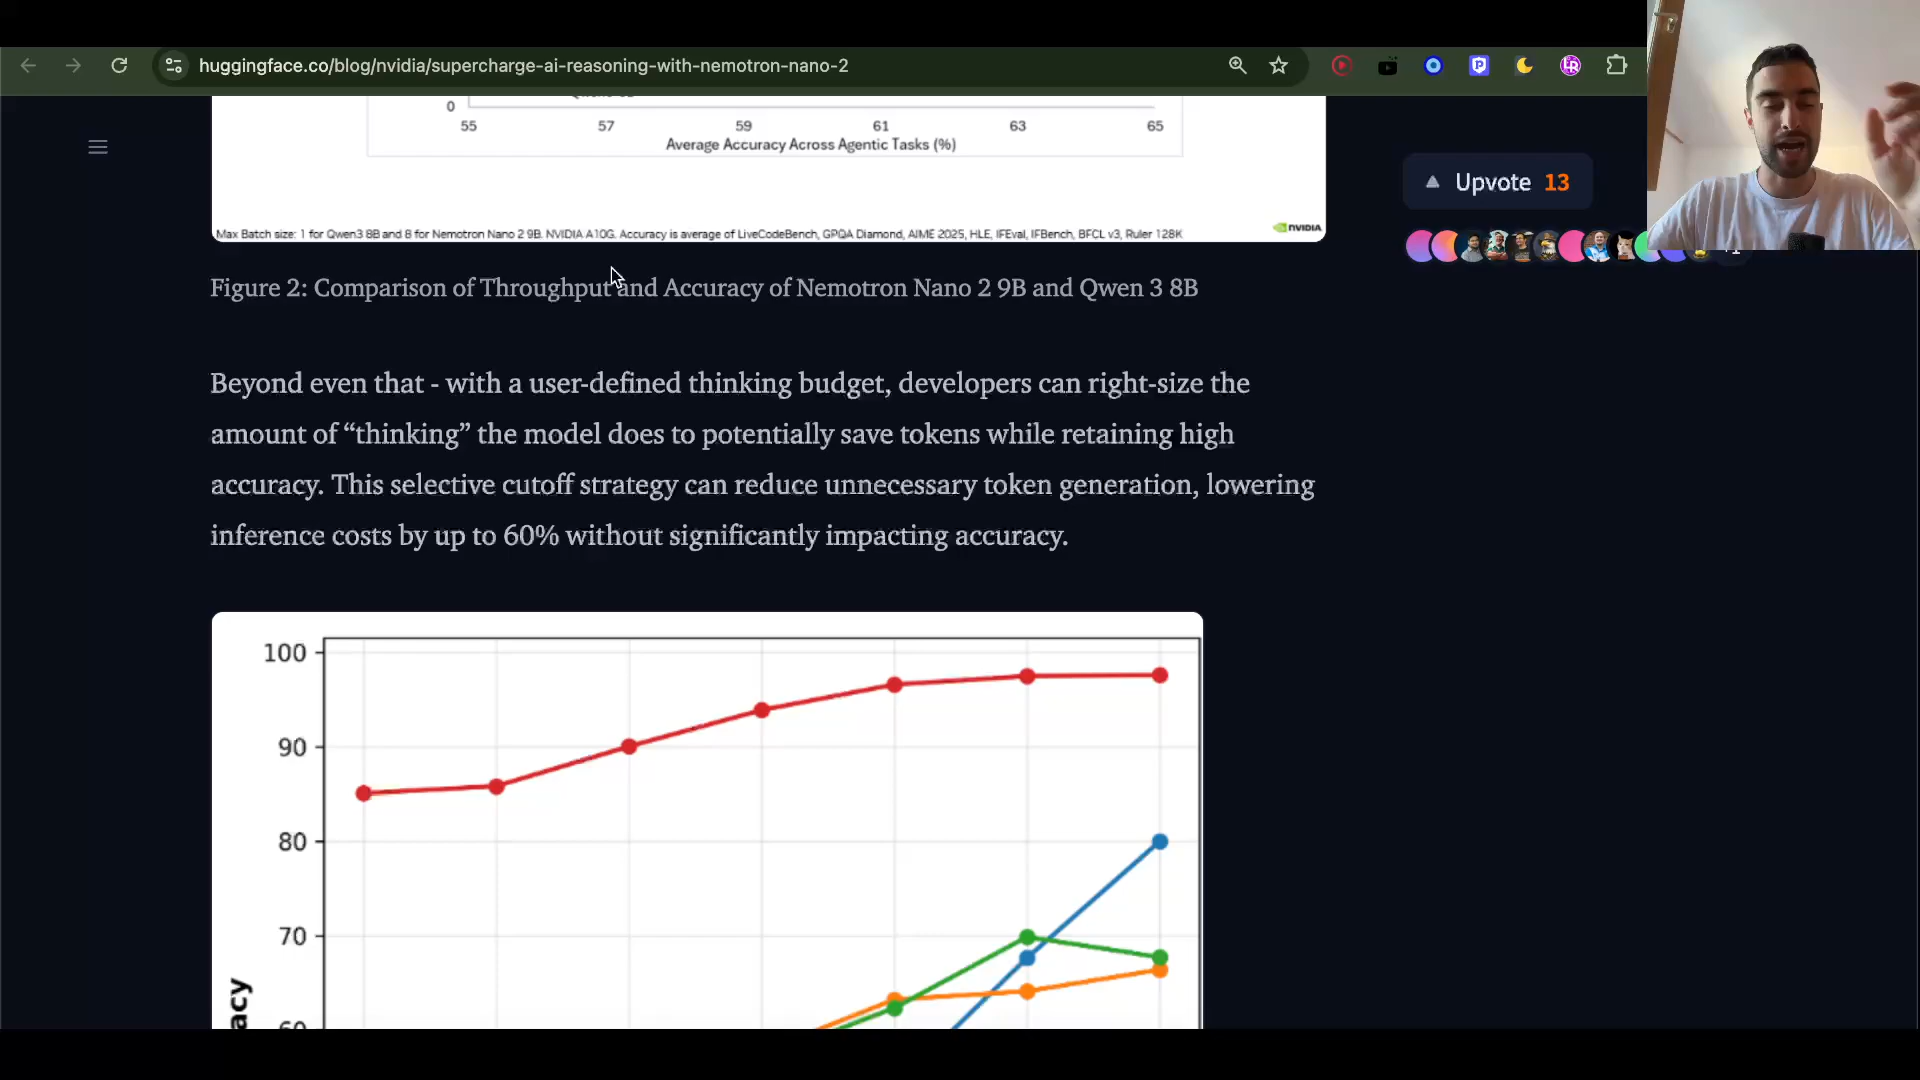 huggingface.co/blog/nvidia/supercharge-ai-reasoning-with-nemotron-nano-2
0
55 57 59 61 63 65
Average Accuracy Across Agentic Tasks (%)
Max Batch size: 1 for Qwen3 8B and 8 for Nemotron Nano 2 9B. NVIDIA A10G. Accuracy is average of LiveCodeBench, GPQA Diamond, AIME 2025, HLE, IFEval, IFBench, BFCL v3, Ruler 128K
NVIDIA
Upvote 13
Figure 2: Comparison of Throughput and Accuracy of Nemotron Nano 2 9B and Qwen 3 8B
Beyond even that - with a user-defined thinking budget, developers can right-size the
amount of “thinking” the model does to potentially save tokens while retaining high
accuracy. This selective cutoff strategy can reduce unnecessary token generation, lowering
inference costs by up to 60% without significantly impacting accuracy.
100
90
80
70
60
acy